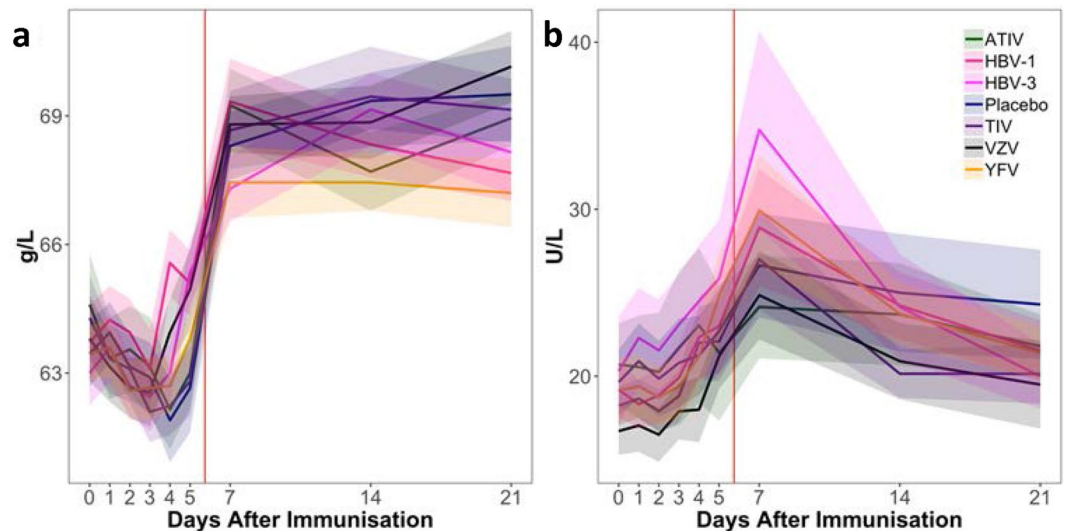 a
g/L
69
66
63
0 1 2 3 4 5 7 14 21
Days After Immunisation
b
U/L
40
30
20
0 1 2 3 4 5 7 14 21
Days After Immunisation
ATIV
HBV-1
HBV-3
Placebo
TIV
VZV
YFV